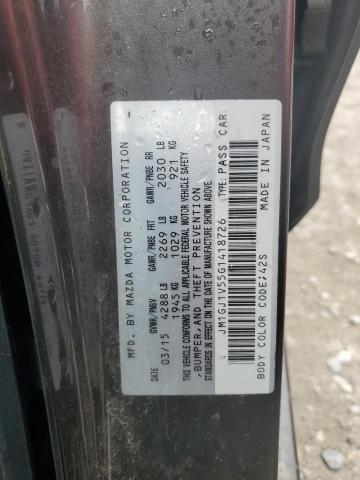 MFD. BY MAZDA MOTOR CORPORATION
DATE GVWR/PNBV GAWR/PNBE FRT GAWR/PNBE RR
03/15 4288 LB 2269 LB 2030 LB
1945 KG 1029 KG 921 KG
THIS VEHICLE CONFORMS TO ALL APPLICABLE FEDERAL MOTOR VEHICLE SAFETY
,BUMPER,AND THEFT PREVENTION
STANDARDS IN EFFECT ON THE DATE OF MANUFACTURE SHOWN ABOVE.
JM1GJ1V55G1418726 TYPE: PASS CAR
BODY COLOR CODE;42S MADE IN JAPAN